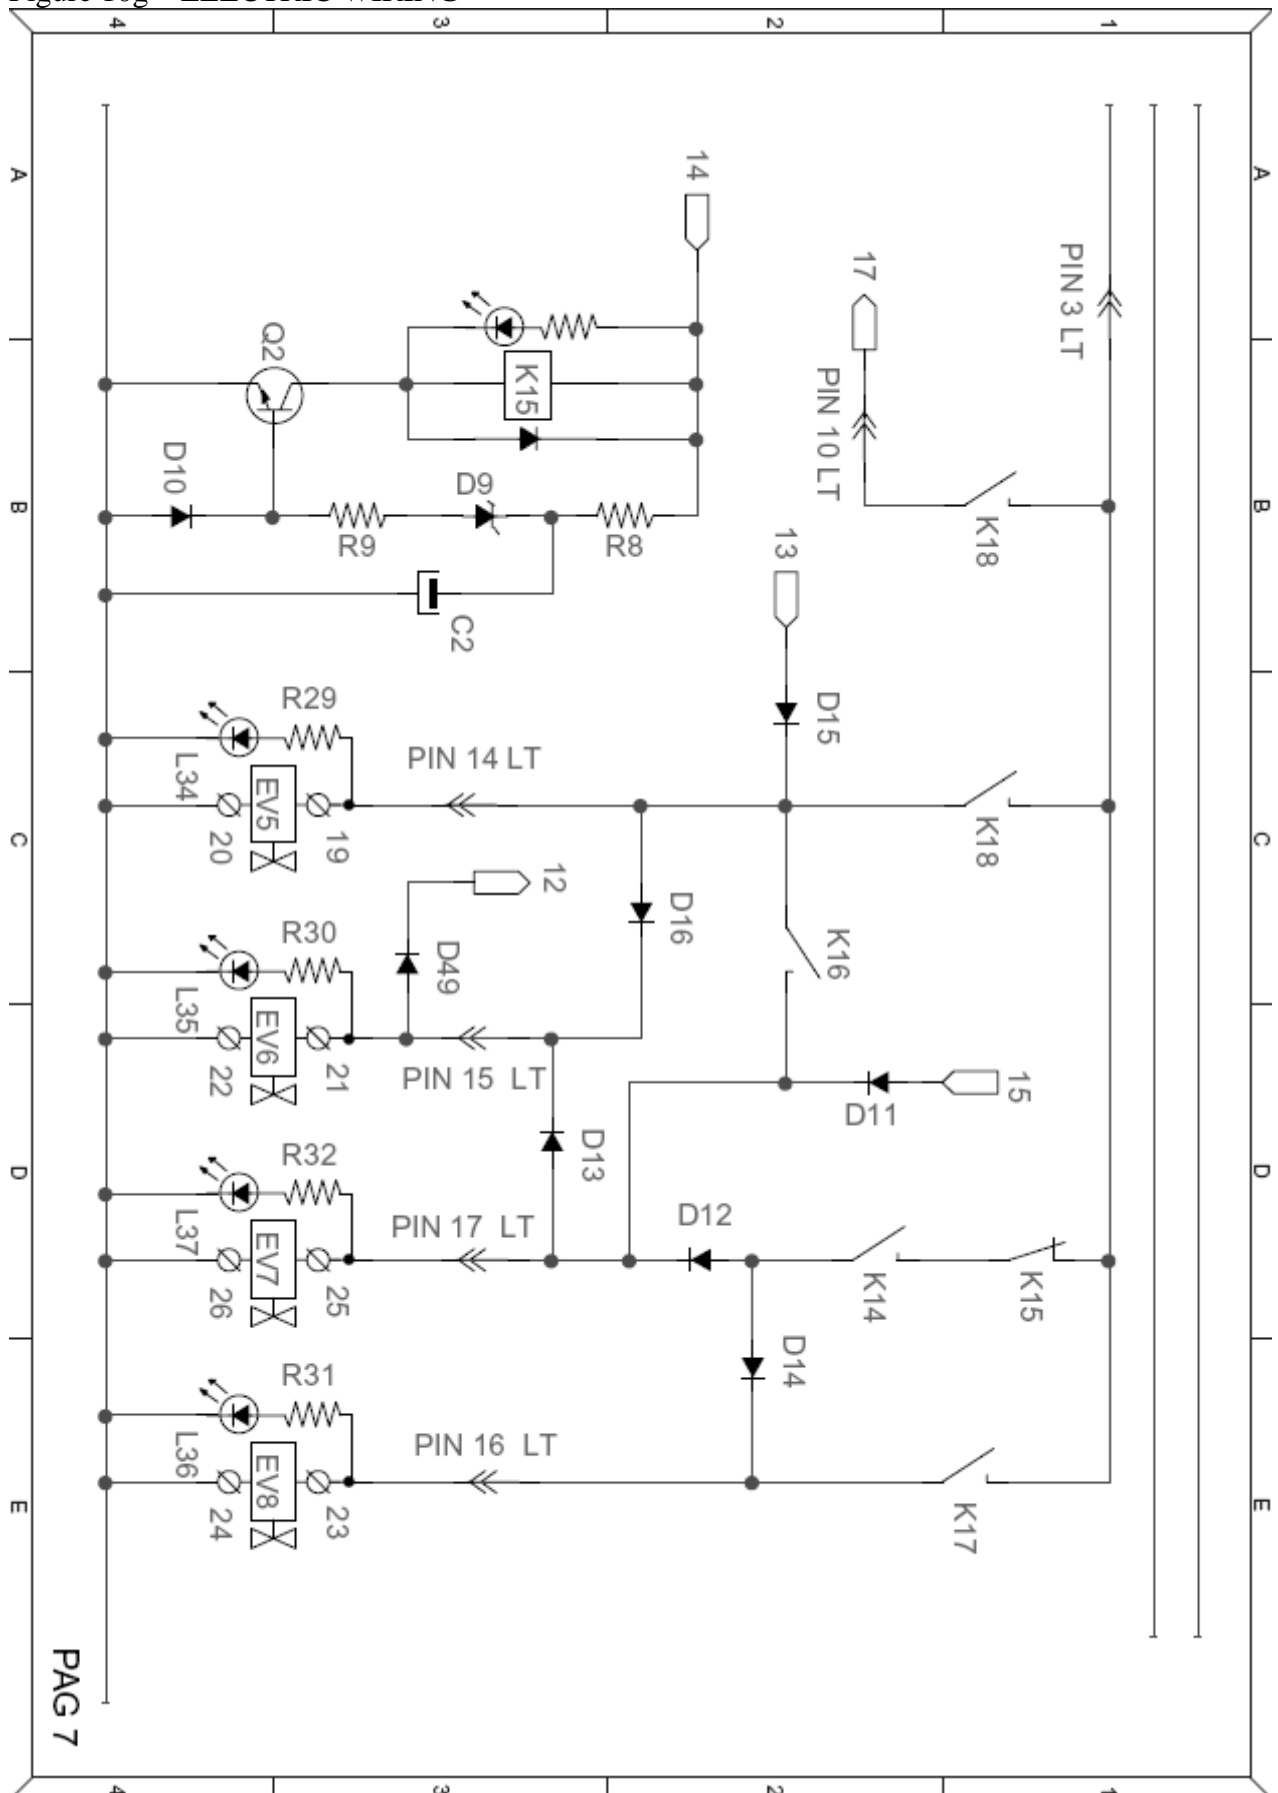 Figure 10g – ELECTRIC WIRING
4
3
2
1
A
A
14
17
PIN 3 LT
PIN 10 LT
Q2
K15
D10
D9
R9
R8
B
B
K18
13
C2
R29
PIN 14 LT
D15
L34
EV5
20
19
C
C
K18
12
R30
D49
D16
K16
L35
EV6
22
21
PIN 15 LT
15
D11
R32
D13
D
D
PIN 17 LT
D12
L37
EV7
26
25
K14
K15
R31
D14
PIN 16 LT
L36
EV8
24
23
E
E
K17
PAG 7
4
3
2
1